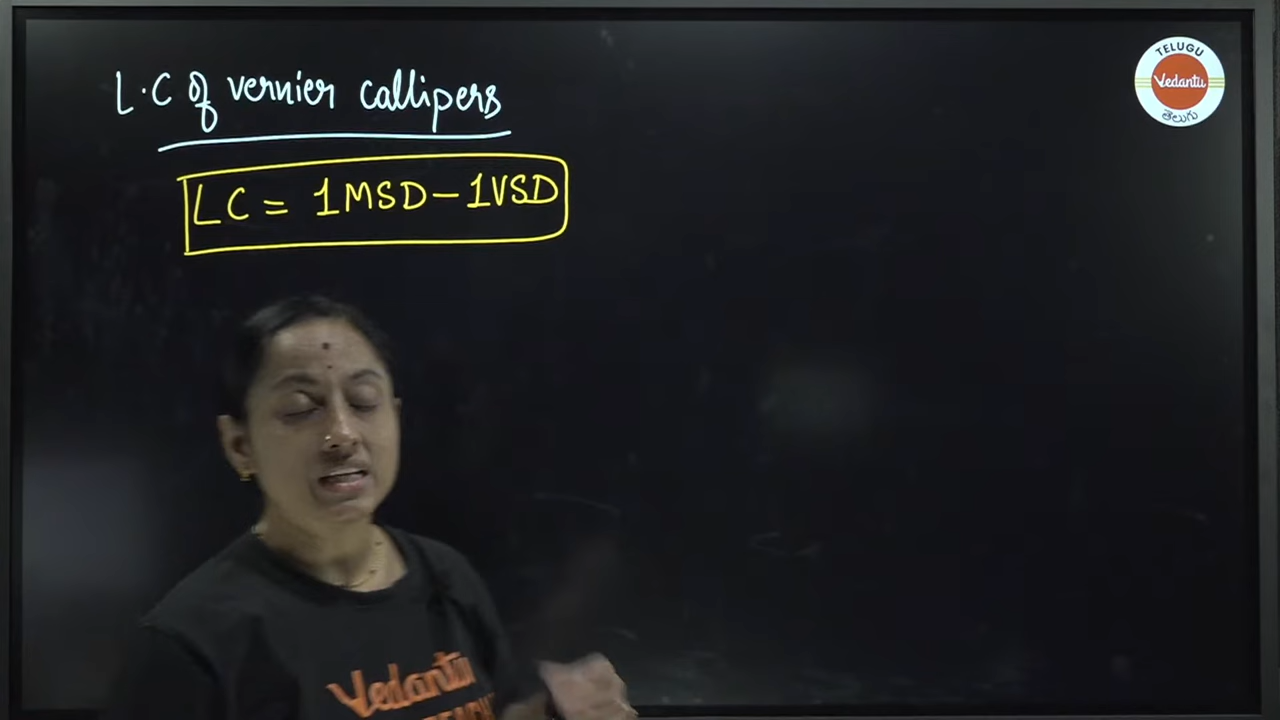 L.C of vernier callipers
LC = 1MSD - 1VSD
TELUGU
Vedantu
తెలుగు
Vedantu